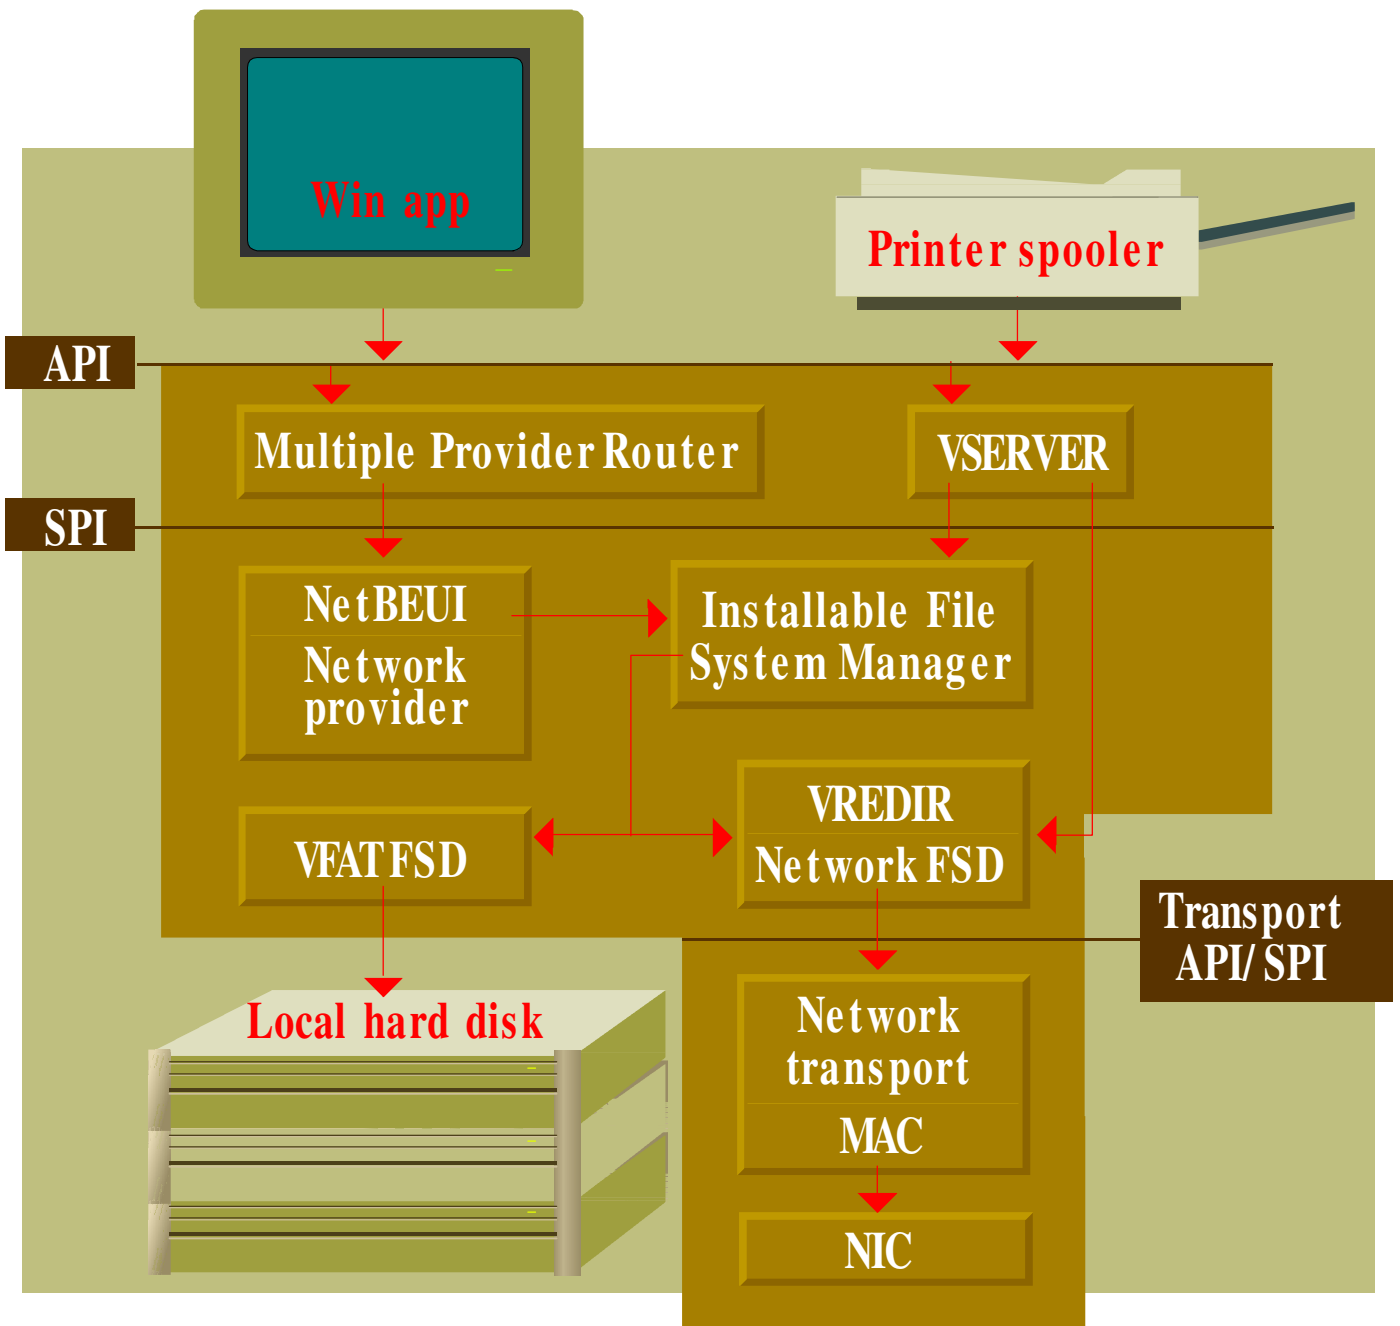 Win app
Printer spooler
API
Multiple Provider Router
VSERVER
SPI
NetBEUI
Network
provider
Installable File
System Manager
VFAT FSD
VREDIR
Network FSD
Transport
API/SPI
Local hard disk
Network
transport
MAC
NIC